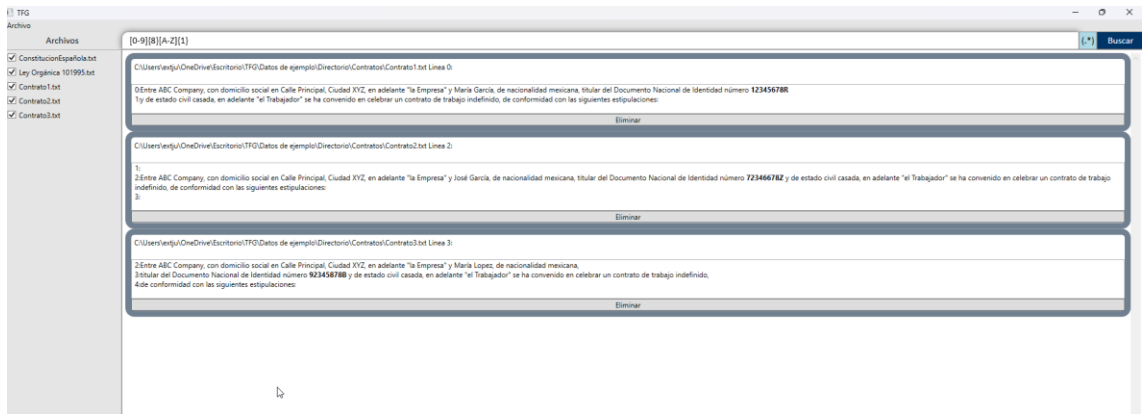 TFG
Archivo
Archivos
[0-9]{8}[A-Z]{1}
(.*)
Buscar
ConstitucionEspañola.txt
Ley Orgánica 101995.txt
Contrato1.txt
Contrato2.txt
Contrato3.txt
C:\Users\extju\OneDrive\Escritorio\TFG\Datos de ejemplo\Directorio\Contratos\Contrato1.txt Linea 0:
0:Entre ABC Company, con domicilio social en Calle Principal, Ciudad XYZ, en adelante "la Empresa" y María García, de nacionalidad mexicana, titular del Documento Nacional de Identidad número 12345678R
1:y de estado civil casada, en adelante "el Trabajador" se ha convenido en celebrar un contrato de trabajo indefinido, de conformidad con las siguientes estipulaciones:
Eliminar
C:\Users\extju\OneDrive\Escritorio\TFG\Datos de ejemplo\Directorio\Contratos\Contrato2.txt Linea 2:
1:
2:Entre ABC Company, con domicilio social en Calle Principal, Ciudad XYZ, en adelante "la Empresa" y José García, de nacionalidad mexicana, titular del Documento Nacional de Identidad número 72346678Z y de estado civil casada, en adelante "el Trabajador" se ha convenido en celebrar un contrato de trabajo
indefinido, de conformidad con las siguientes estipulaciones:
3:
Eliminar
C:\Users\extju\OneDrive\Escritorio\TFG\Datos de ejemplo\Directorio\Contratos\Contrato3.txt Linea 3:
2:Entre ABC Company, con domicilio social en Calle Principal, Ciudad XYZ, en adelante "la Empresa" y María Lopez, de nacionalidad mexicana,
3:titular del Documento Nacional de Identidad número 92345878B y de estado civil casada, en adelante "el Trabajador" se ha convenido en celebrar un contrato de trabajo indefinido,
4:de conformidad con las siguientes estipulaciones:
Eliminar